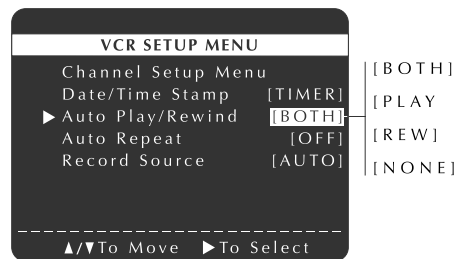 VCR SETUP MENU
Channel Setup Menu
Date/Time Stamp [TIMER]
▶ Auto Play/Rewind [BOTH]
Auto Repeat [OFF]
Record Source [AUTO]
▲/▼ To Move ▶ To Select
[BOTH]
[PLAY
[REW]
[NONE]